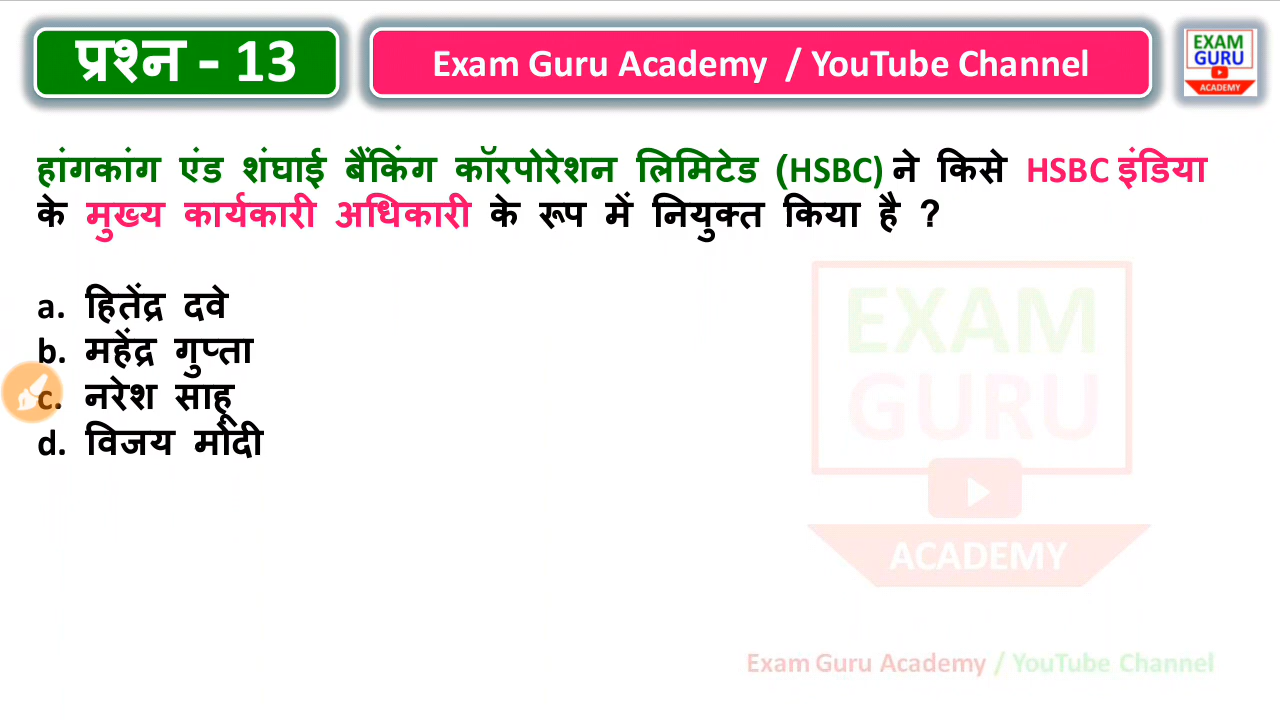 प्रश्न - 13
Exam Guru Academy / YouTube Channel
EXAM
GURU
ACADEMY
हांगकांग एंड शंघाई बैंकिंग कॉरपोरेशन लिमिटेड (HSBC) ने किसे HSBC इंडिया
के मुख्य कार्यकारी अधिकारी के रूप में नियुक्त किया है ?
a. हितेंद्र दवे
b. महेंद्र गुप्ता
c. नरेश साहू
d. विजय मोदी
EXAM
GURU
ACADEMY
Exam Guru Academy / YouTube Channel